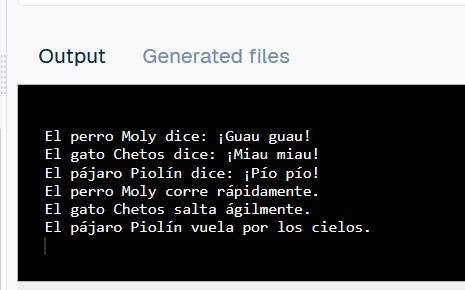 Output Generated files
El perro Moly dice: ¡Guau guau!
El gato Chetos dice: ¡Miau miau!
El pájaro Piolín dice: ¡Pío pío!
El perro Moly corre rápidamente.
El gato Chetos salta ágilmente.
El pájaro Piolín vuela por los cielos.